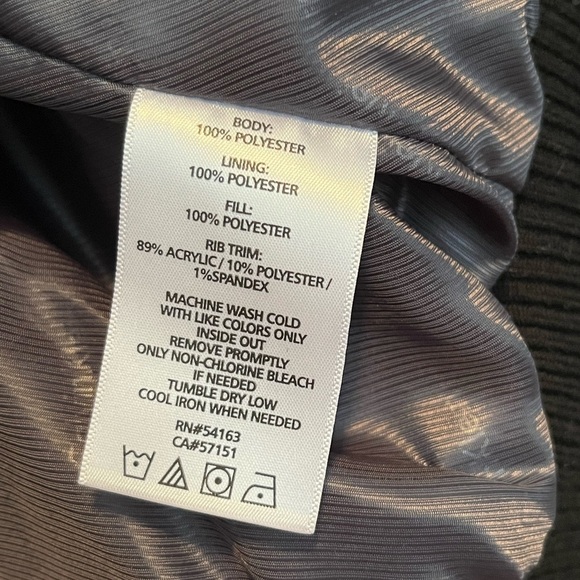 BODY:
100% POLYESTER
LINING:
100% POLYESTER
FILL:
100% POLYESTER
RIB TRIM:
89% ACRYLIC / 10% POLYESTER /
1%SPANDEX
MACHINE WASH COLD
WITH LIKE COLORS ONLY
INSIDE OUT
REMOVE PROMPTLY
ONLY NON-CHLORINE BLEACH
IF NEEDED
TUMBLE DRY LOW
COOL IRON WHEN NEEDED
RN#54163
CA#57151